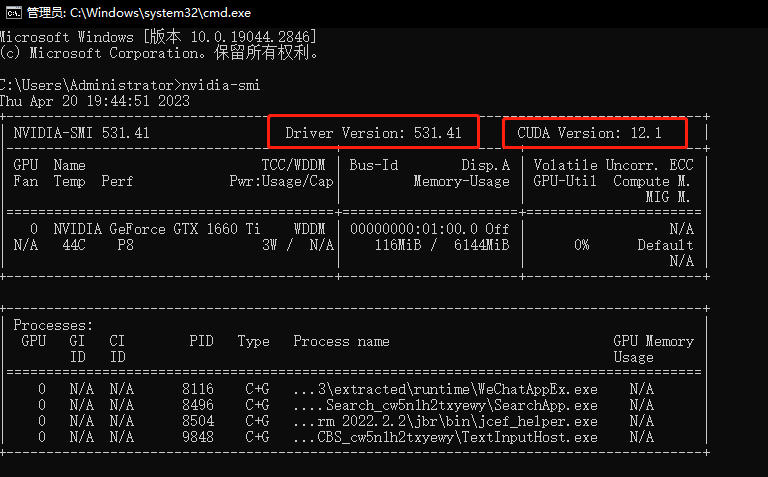 管理员: C:\Windows\system32\cmd.exe
Microsoft Windows [版本 10.0.19044.2846]
(c) Microsoft Corporation。保留所有权利。
C:\Users\Administrator>nvidia-smi
Thu Apr 20 19:44:51 2023
NVIDIA-SMI 531.41 Driver Version: 531.41 CUDA Version: 12.1
GPU Name TCC/WDDM Bus-Id Disp.A Volatile Uncorr. ECC
Fan Temp Perf Pwr:Usage/Cap Memory-Usage GPU-Util Compute M.
MIG M.
0 NVIDIA GeForce GTX 1660 Ti WDDM 00000000:01:00.0 Off N/A
N/A 44C P8 3W / N/A 116MiB / 6144MiB 0% Default
N/A
Processes:
GPU GI CI PID Type Process name GPU Memory
ID ID Usage
0 N/A N/A 8116 C+G ...3\extracted\runtime\WeChatAppEx.exe N/A
0 N/A N/A 8496 C+G ....Search_cw5n1h2txyewy\SearchApp.exe N/A
0 N/A N/A 8504 C+G ...rm 2022.2.2\jbr\bin\jcef_helper.exe N/A
0 N/A N/A 9848 C+G ...CBS_cw5n1h2txyewy\TextInputHost.exe N/A